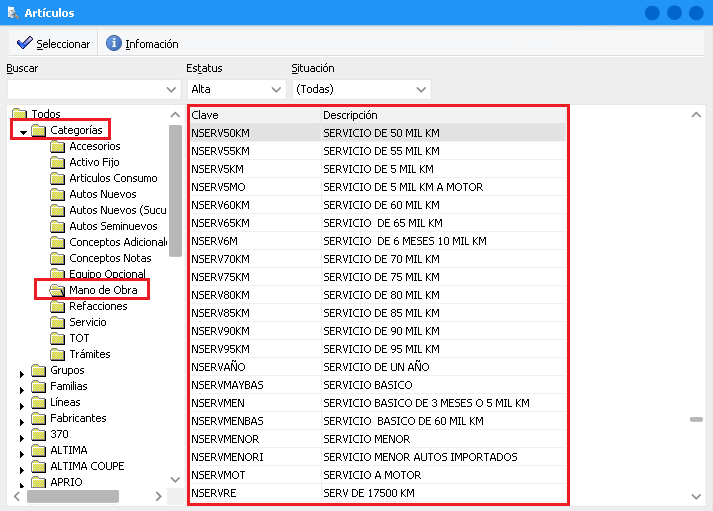 Artículos
Seleccionar Infomación
Buscar Estatus Situación
Alta (Todas)
Todos
Categorías
Accesorios
Activo Fijo
Articulos Consumo
Autos Nuevos
Autos Nuevos (Sucu
Autos Seminuevos
Conceptos Adicional
Conceptos Notas
Equipo Opcional
Mano de Obra
Refacciones
Servicio
TOT
Trámites
Grupos
Familias
Líneas
Fabricantes
370
ALTIMA
ALTIMA COUPE
APRIO
Clave Descripción
NSERV50KM SERVICIO DE 50 MIL KM
NSERV55KM SERVICIO DE 55 MIL KM
NSERV5KM SERVICIO DE 5 MIL KM
NSERV5MO SERVICIO DE 5 MIL KM A MOTOR
NSERV60KM SERVICIO DE 60 MIL KM
NSERV65KM SERVICIO DE 65 MIL KM
NSERV6M SERVICIO DE 6 MESES 10 MIL KM
NSERV70KM SERVICIO DE 70 MIL KM
NSERV75KM SERVICIO DE 75 MIL KM
NSERV80KM SERVICIO DE 80 MIL KM
NSERV85KM SERVICIO DE 85 MIL KM
NSERV90KM SERVICIO DE 90 MIL KM
NSERV95KM SERVICIO DE 95 MIL KM
NSERVAÑO SERVICIO DE UN AÑO
NSERVMAYBAS SERVICIO BASICO
NSERVMEN SERVICIO BASICO DE 3 MESES O 5 MIL KM
NSERVMENBAS SERVICIO BASICO DE 60 MIL KM
NSERVMENOR SERVICIO MENOR
NSERVMENORI SERVICIO MENOR AUTOS IMPORTADOS
NSERVMOT SERVICIO A MOTOR
NSERVRE SERV DE 17500 KM